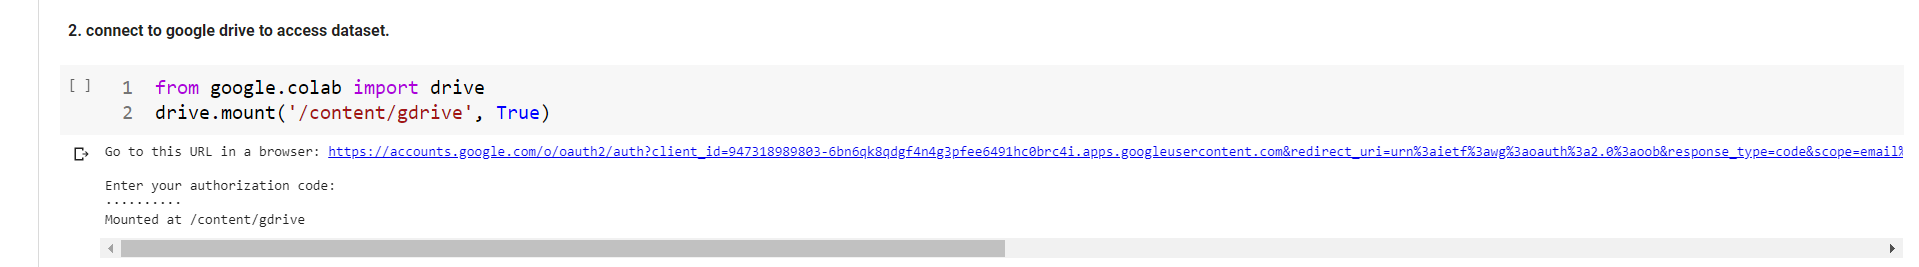 2. connect to google drive to access dataset.
[ ] 1 from google.colab import drive
2 drive.mount('/content/gdrive', True)
Go to this URL in a browser: https://accounts.google.com/o/oauth2/auth?client_id=947318989803-6bn6qk8qdgf4n4g3pfee6491hc0brc4i.apps.googleusercontent.com&redirect_uri=urn%3aietf%3awg%3aoauth%3a2.0%3aoob&response_type=code&scope=email%
Enter your authorization code:
··········
Mounted at /content/gdrive